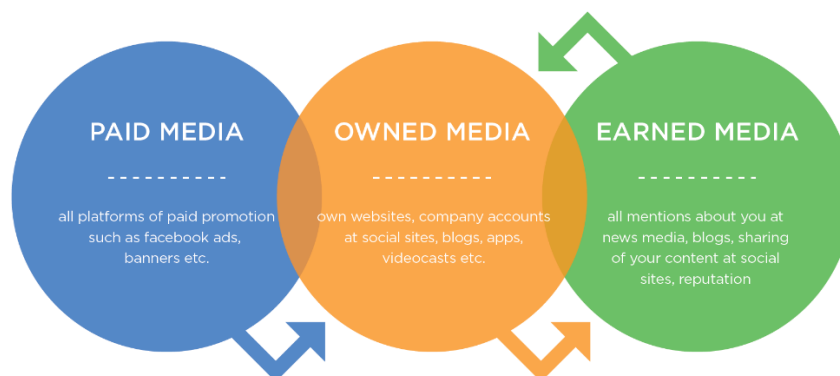 PAID MEDIA
all platforms of paid promotion
such as facebook ads,
banners etc.
OWNED MEDIA
own websites, company accounts
at social sites, blogs, apps,
videocasts etc.
EARNED MEDIA
all mentions about you at
news media, blogs, sharing
of your content at social
sites, reputation